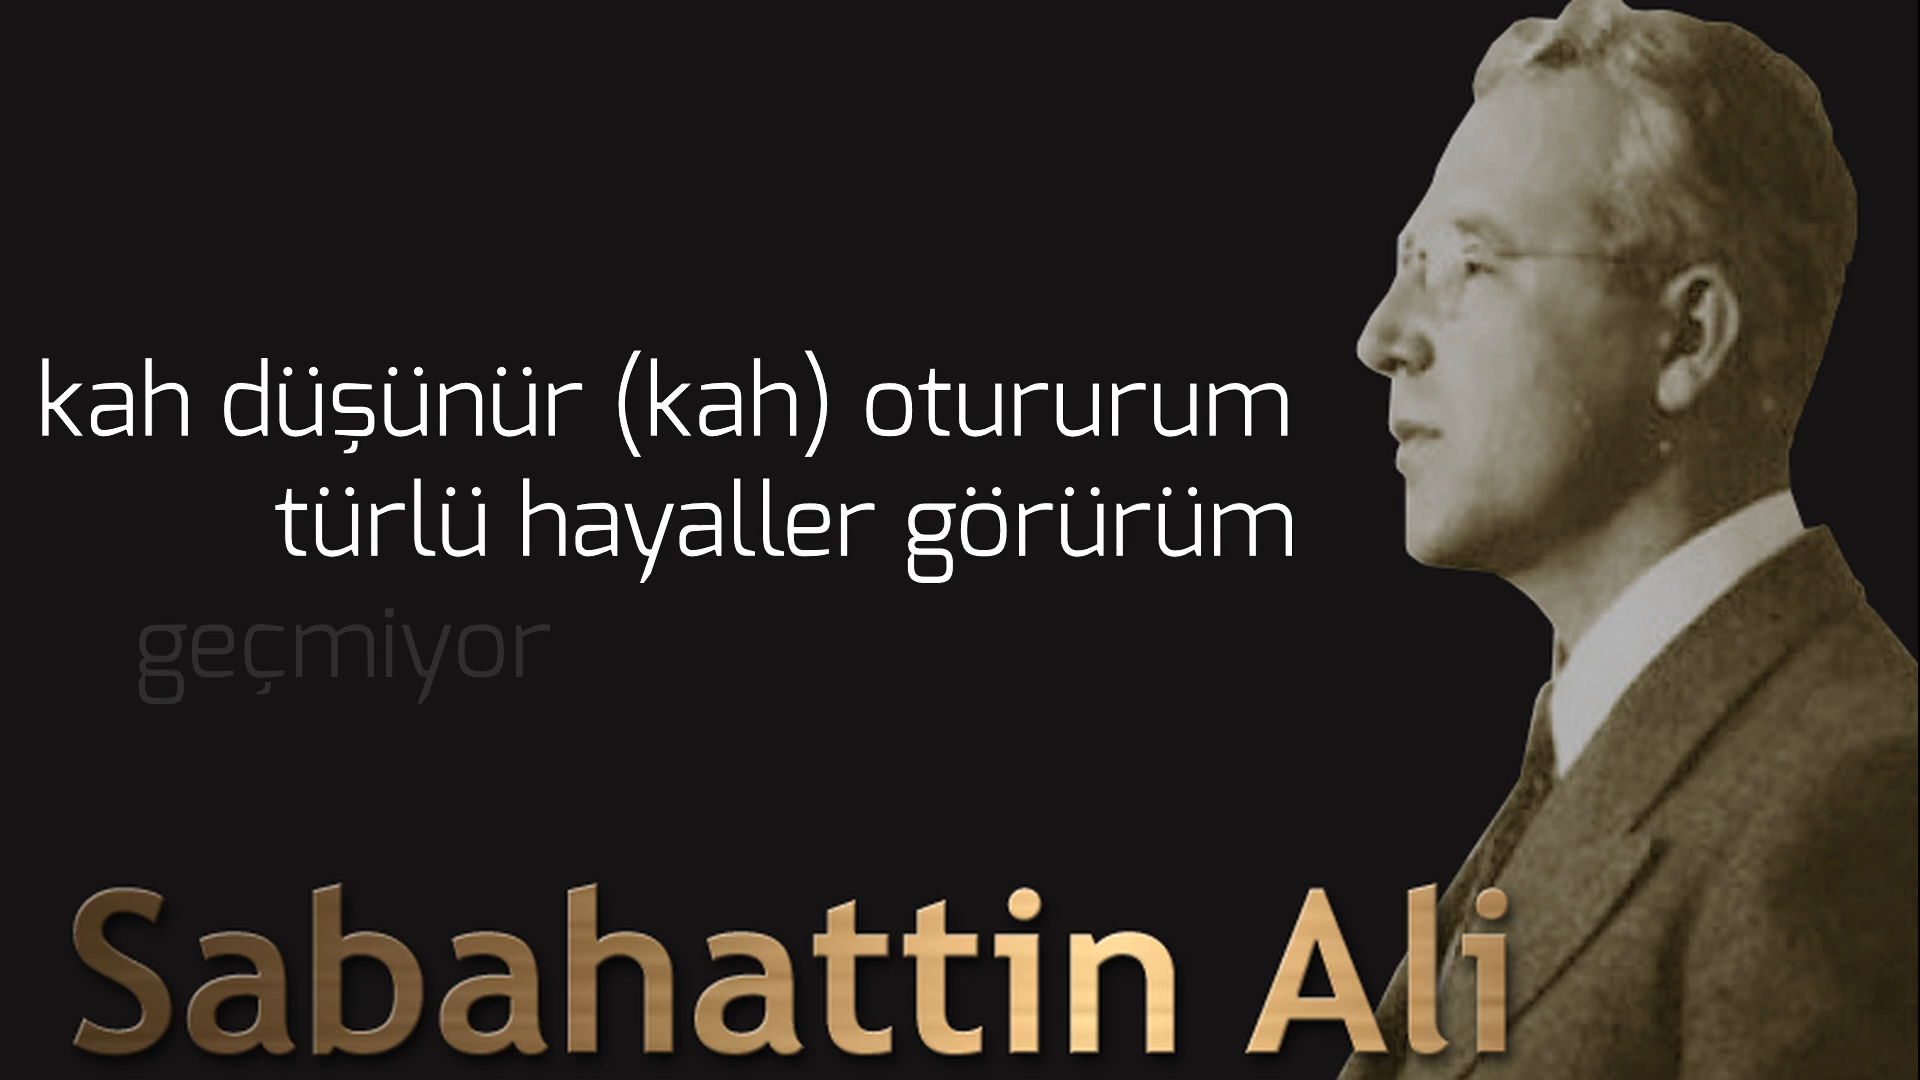 kah düşünür (kah) otururum
türlü hayaller görürüm
geçmiyor
Sabahattin Ali